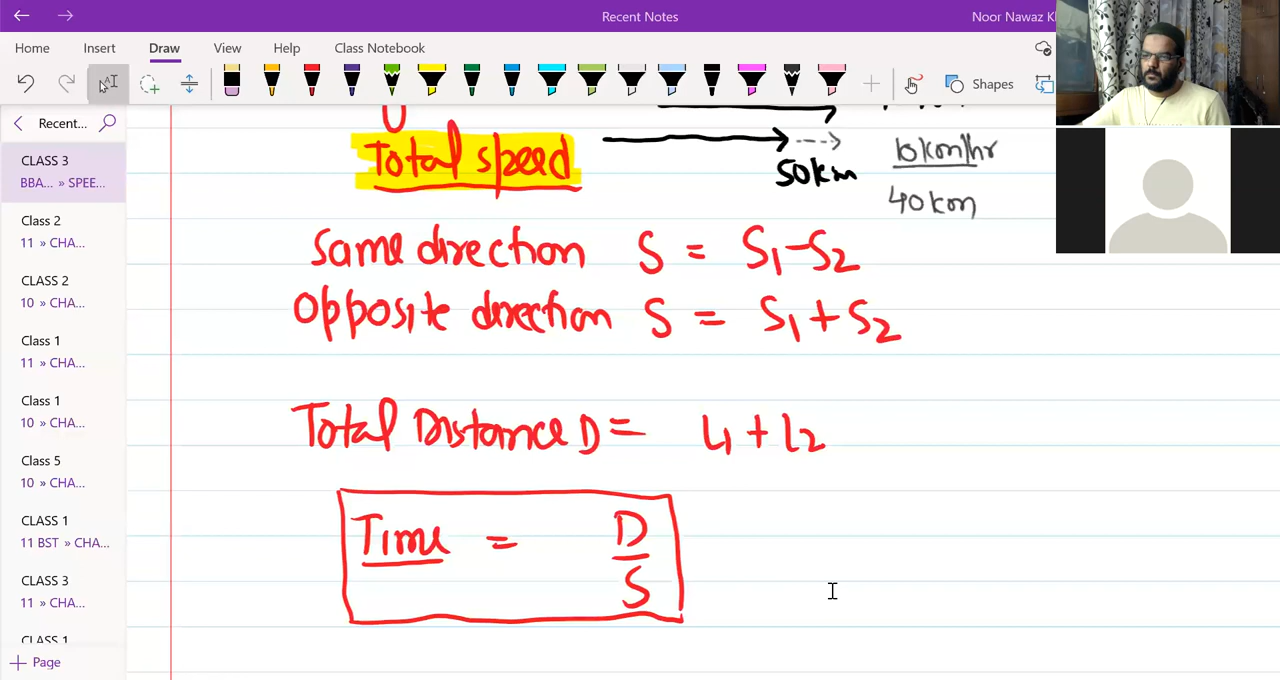 Recent Notes
Noor Nawaz K
Home Insert Draw View Help Class Notebook
Shapes
Recent...
CLASS 3
BBA... » SPEE...
Class 2
11 » CHA...
CLASS 2
10 » CHA...
Class 1
11 » CHA...
Class 1
10 » CHA...
Class 5
10 » CHA...
CLASS 1
11 BST » CHA...
CLASS 3
11 » CHA...
CLASS 1
Page
Total speed
50km
10km/hr
40km
Same direction S = S1-S2
Opposite direction S = S1+S2
Total Distance D = L1+L2
Time = D/S